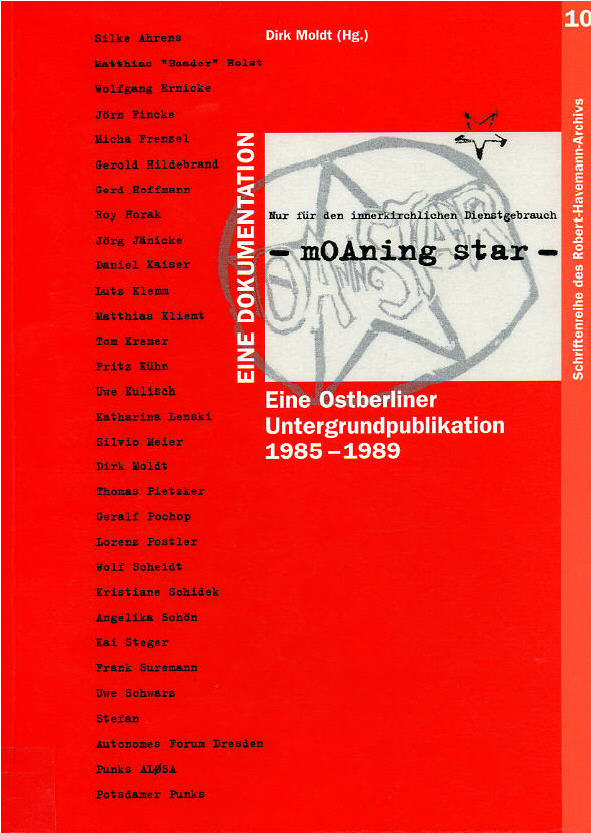 10
Dirk Moldt (Hg.)
Silke Ahrens
Matthias "Baader" Holst
Wolfgang Ernicke
Jörn Fincke
Micha Frenzel
Gerold Hildebrand
Gerd Hoffmann
Roy Horak
Jörg Jänicke
Daniel Kaiser
Lutz Klemm
Matthias Kliemt
Tom Kremer
Fritz Kühn
Uwe Kulisch
Katharina Lenski
Silvio Meier
Dirk Moldt
Thomas Pietzker
Geralf Pochop
Lorenz Postler
Wolf Scheidt
Kristiane Schidek
Angelika Schön
Kai Steger
Frank Suremann
Uwe Schwarz
Stefan
Autonomes Forum Dresden
Punks ALØSA
Potsdamer Punks
EINE DOKUMENTATION
Nur für den innerkirchlichen Dienstgebrauch
- mOAning star -
mOANING STAR
Eine Ostberliner
Untergrundpublikation
1985 – 1989
Schriftenreihe des Robert-Havemann-Archivs